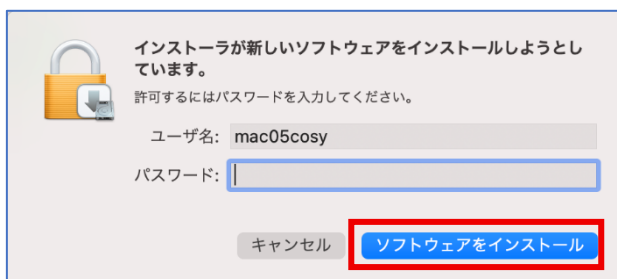 インストーラが新しいソフトウェアをインストールしようとし
ています。
許可するにはパスワードを入力してください。
ユーザ名: mac05cosy
パスワード:
キャンセル ソフトウェアをインストール